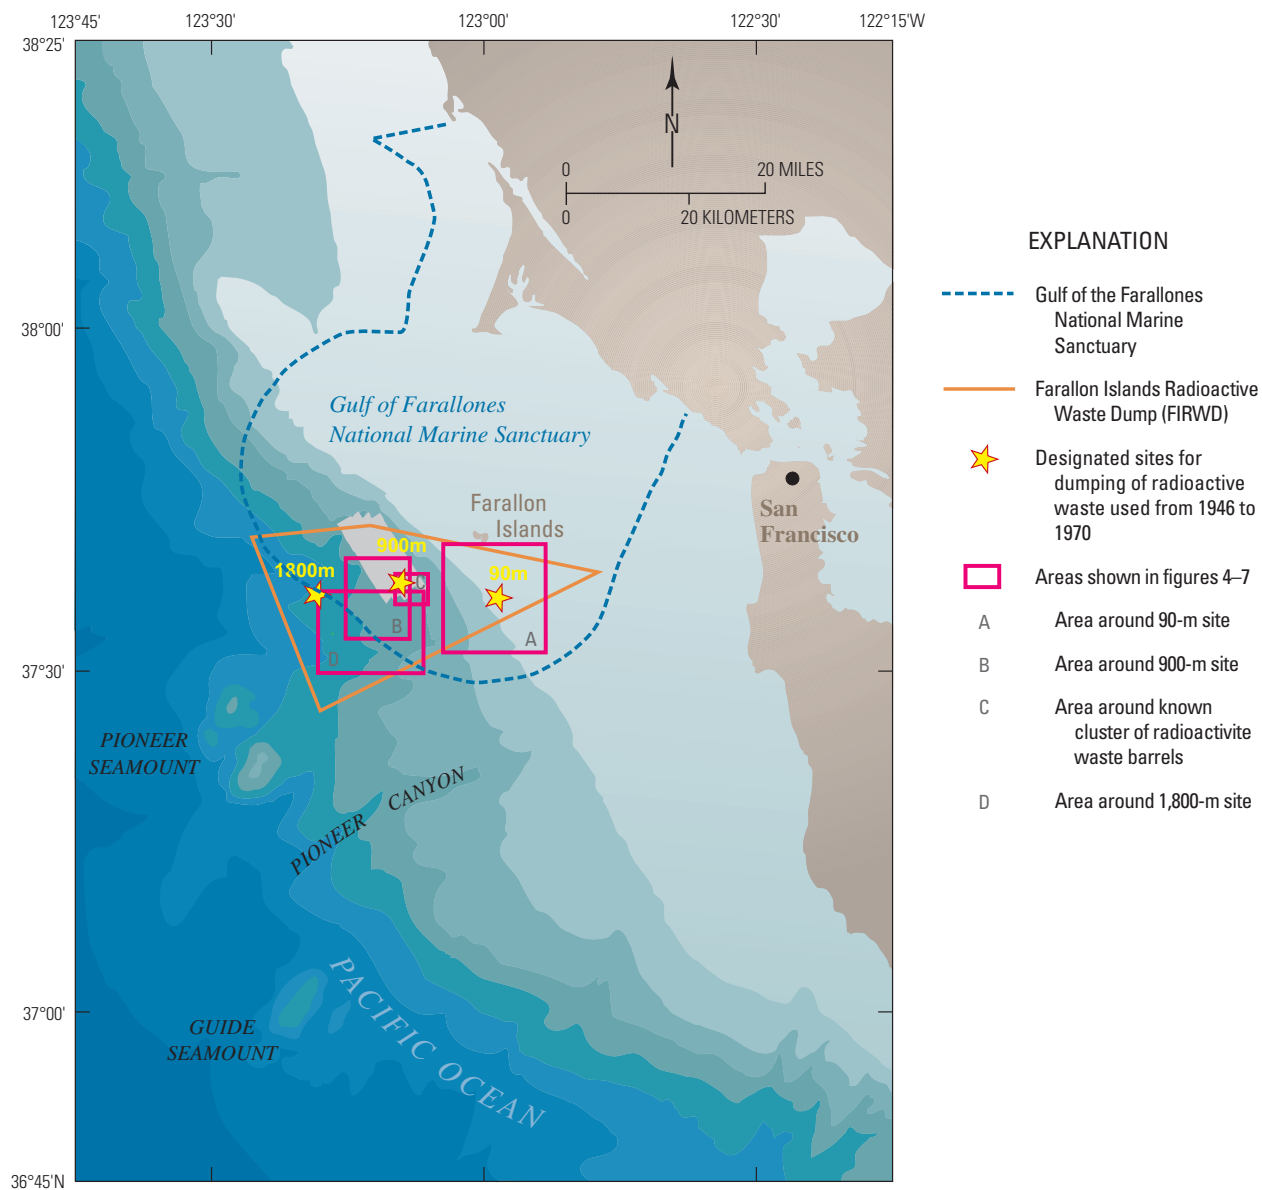 123°45'
123°30'
123°00'
122°30'
122°15'W
38°25'
38°00'
37°30'
37°00'
36°45'N
N
0
20 MILES
0
20 KILOMETERS
Gulf of Farallones
National Marine Sanctuary
Farallon
Islands
San
Francisco
900m
1800m
90m
C
B
A
D
PIONEER
SEAMOUNT
PIONEER CANYON
GUIDE
SEAMOUNT
PACIFIC OCEAN
EXPLANATION
Gulf of the Farallones
National Marine
Sanctuary
Farallon Islands Radioactive
Waste Dump (FIRWD)
Designated sites for
dumping of radioactive
waste used from 1946 to
1970
Areas shown in figures 4–7
A Area around 90-m site
B Area around 900-m site
C Area around known
cluster of radioactivite
waste barrels
D Area around 1,800-m site